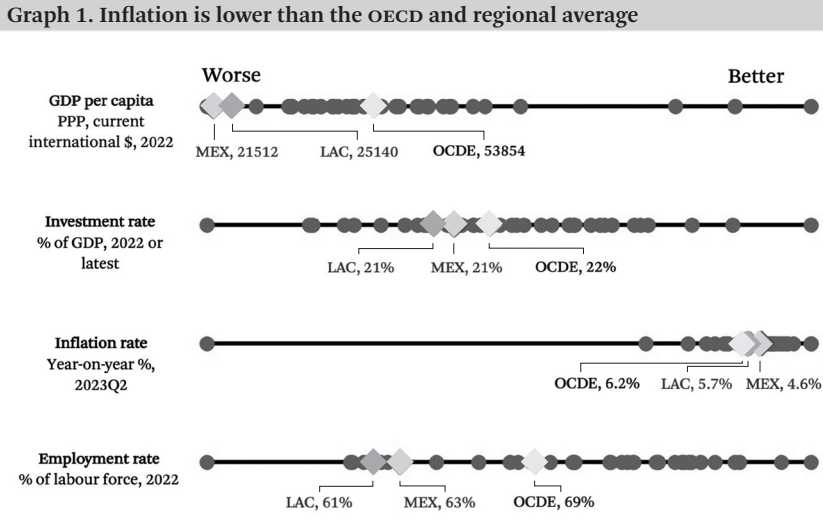 Graph 1. Inflation is lower than the OECD and regional average
Worse
Better
GDP per capita
PPP, current
international $, 2022
MEX, 21512
LAC, 25140
OCDE, 53854
Investment rate
% of GDP, 2022 or
latest
LAC, 21%
MEX, 21%
OCDE, 22%
Inflation rate
Year-on-year %,
2023Q2
OCDE, 6.2%
LAC, 5.7%
MEX, 4.6%
Employment rate
% of labour force, 2022
LAC, 61%
MEX, 63%
OCDE, 69%